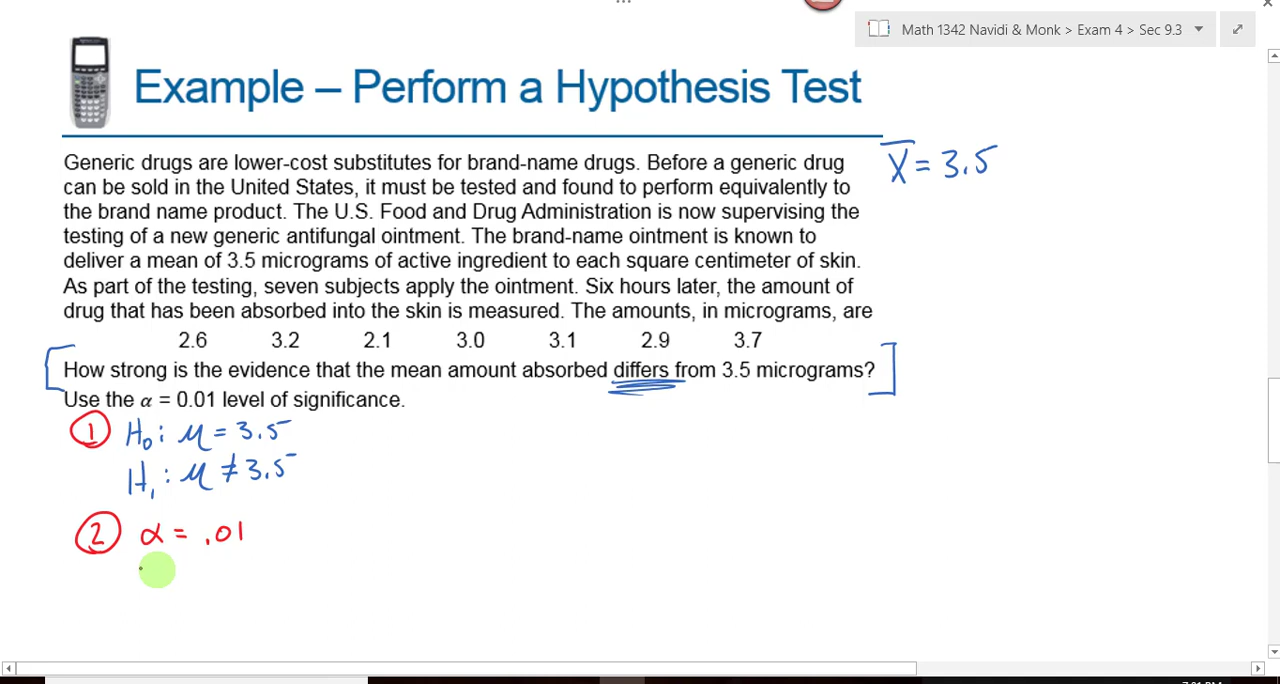 ...
Math 1342 Navidi & Monk > Exam 4 > Sec 9.3
Example – Perform a Hypothesis Test
Generic drugs are lower-cost substitutes for brand-name drugs. Before a generic drug
can be sold in the United States, it must be tested and found to perform equivalently to
the brand name product. The U.S. Food and Drug Administration is now supervising the
testing of a new generic antifungal ointment. The brand-name ointment is known to
deliver a mean of 3.5 micrograms of active ingredient to each square centimeter of skin.
As part of the testing, seven subjects apply the ointment. Six hours later, the amount of
drug that has been absorbed into the skin is measured. The amounts, in micrograms, are
2.6 3.2 2.1 3.0 3.1 2.9 3.7
How strong is the evidence that the mean amount absorbed differs from 3.5 micrograms?
Use the α = 0.01 level of significance.
X̅ = 3.5
① H₀: μ = 3.5
H₁: μ ≠ 3.5
② α = .01